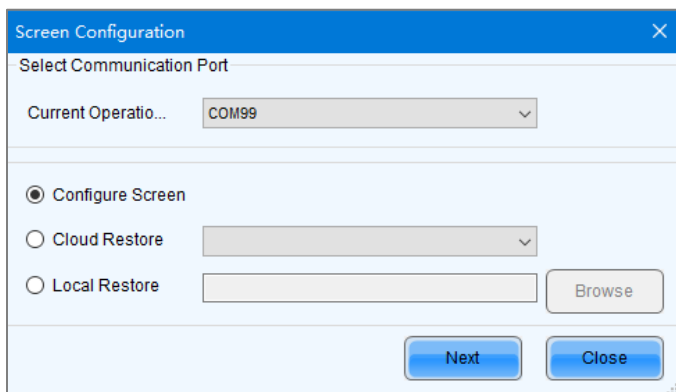 Screen Configuration
Select Communication Port
Current Operatio... COM99
Configure Screen
Cloud Restore
Local Restore Browse
Next Close